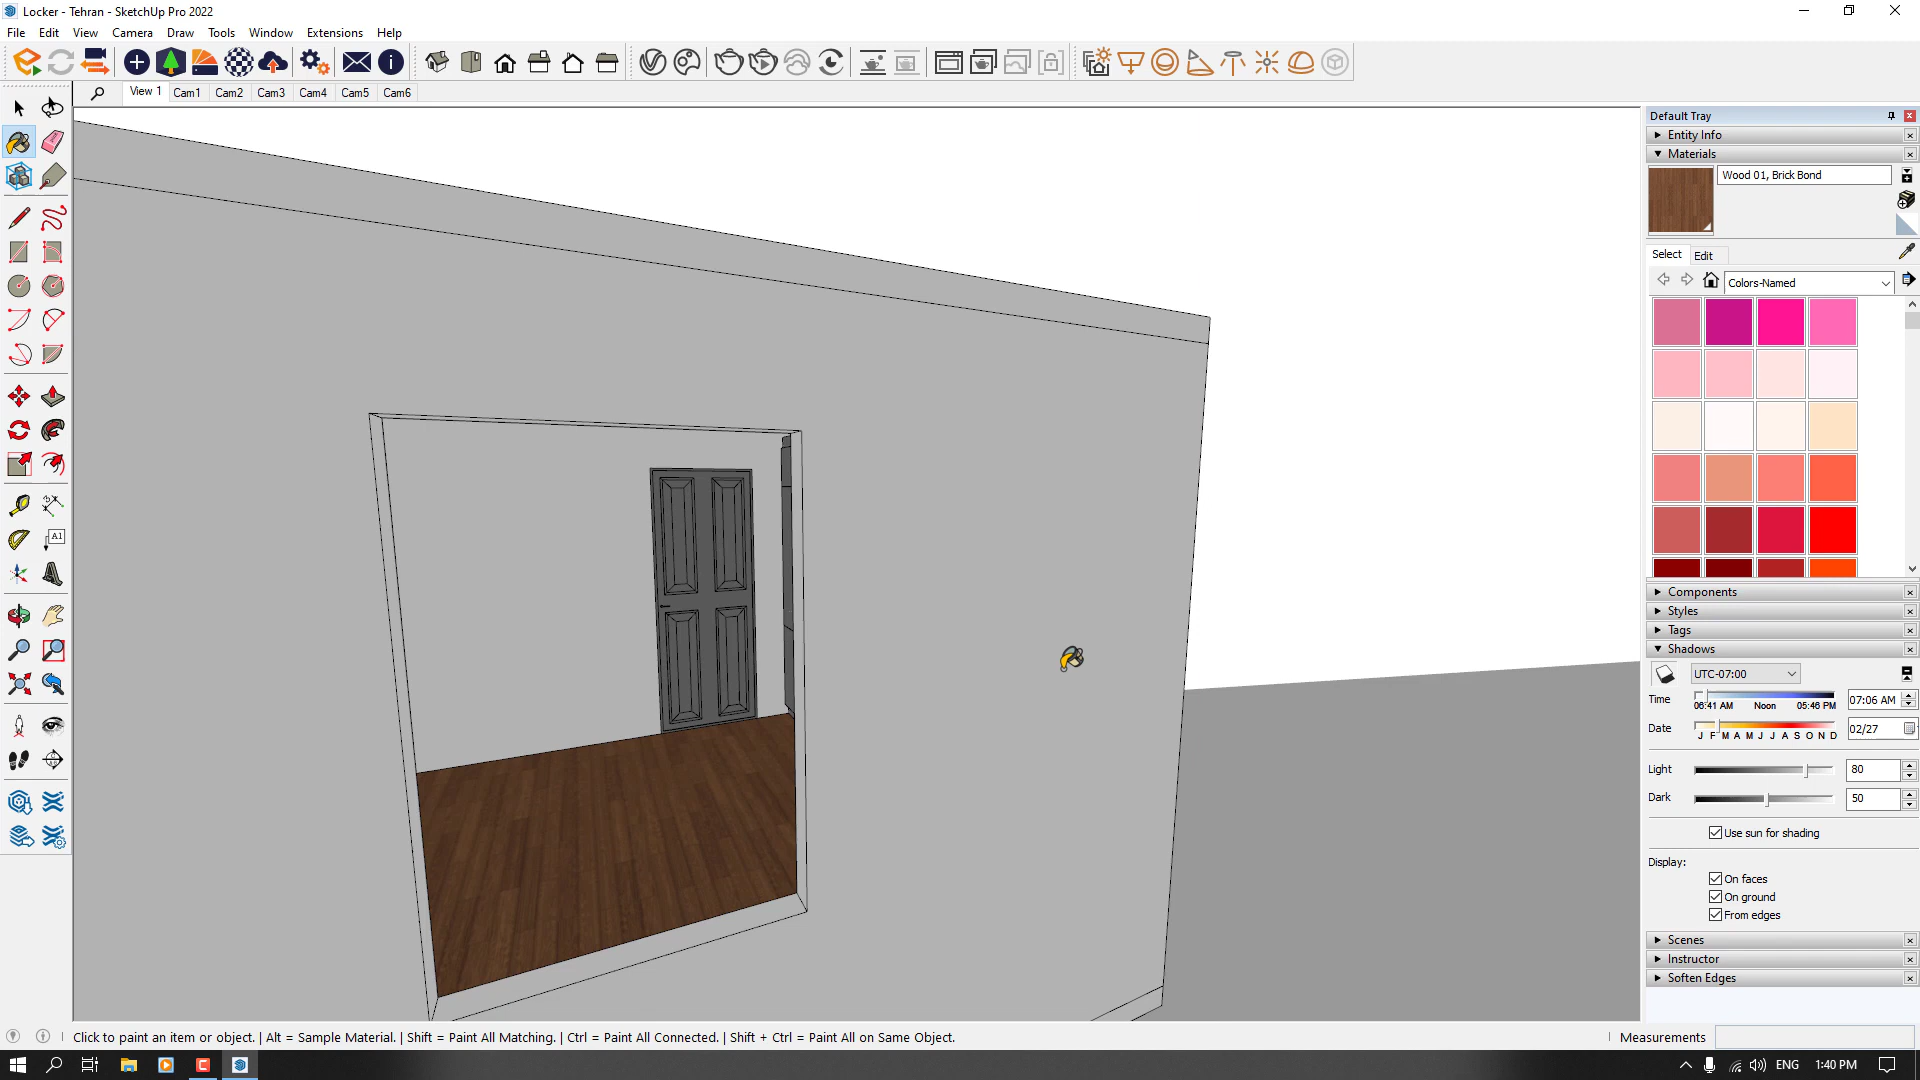 Locker - Tehran - SketchUp Pro 2022
File Edit View Camera Draw Tools Window Extensions Help
View 1 Cam1 Cam2 Cam3 Cam4 Cam5 Cam6
Default Tray
Entity Info
Materials
Wood 01, Brick Bond
Select Edit
Colors-Named
A1
Components
Styles
Tags
Shadows
UTC-07:00
Time 06:41 AM Noon 05:46 PM 07:06 AM
Date J F M A M J J A S O N D 02/27
Light 80
Dark 50
Use sun for shading
Display:
On faces
On ground
From edges
Scenes
Instructor
Soften Edges
Click to paint an item or object. | Alt = Sample Material. | Shift = Paint All Matching. | Ctrl = Paint All Connected. | Shift + Ctrl = Paint All on Same Object.
Measurements
ENG 1:40 PM